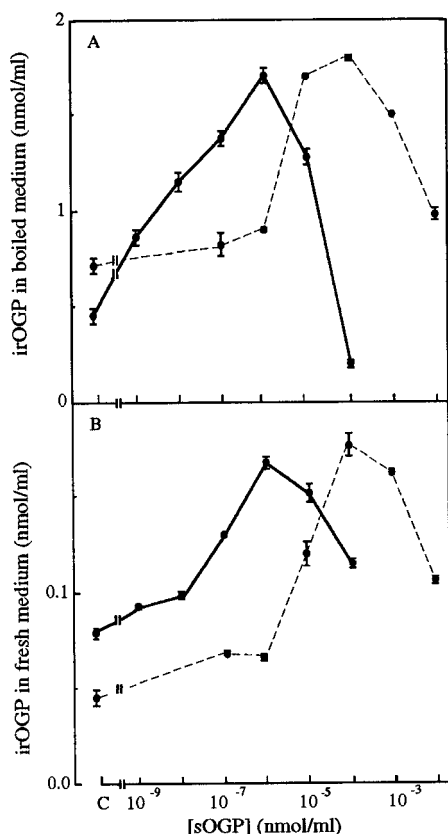 A
2
1
0
irOGP in boiled medium (nmol/ml)
B
0.1
0.0
irOGP in fresh medium (nmol/ml)
C 10⁻⁹ 10⁻⁷ 10⁻⁵ 10⁻³
[sOGP] (nmol/ml)